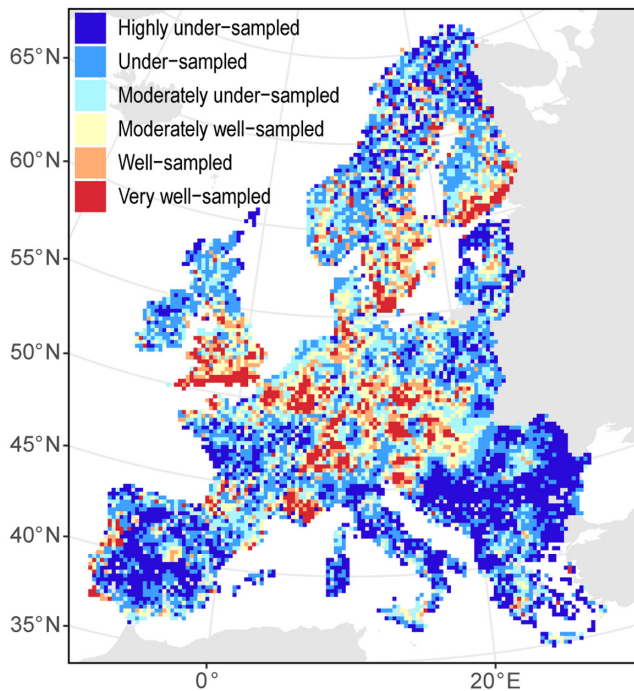 Highly under−sampled
Under−sampled
Moderately under−sampled
Moderately well−sampled
Well−sampled
Very well−sampled
65°N
60°N
55°N
50°N
45°N
40°N
35°N
0°
20°E